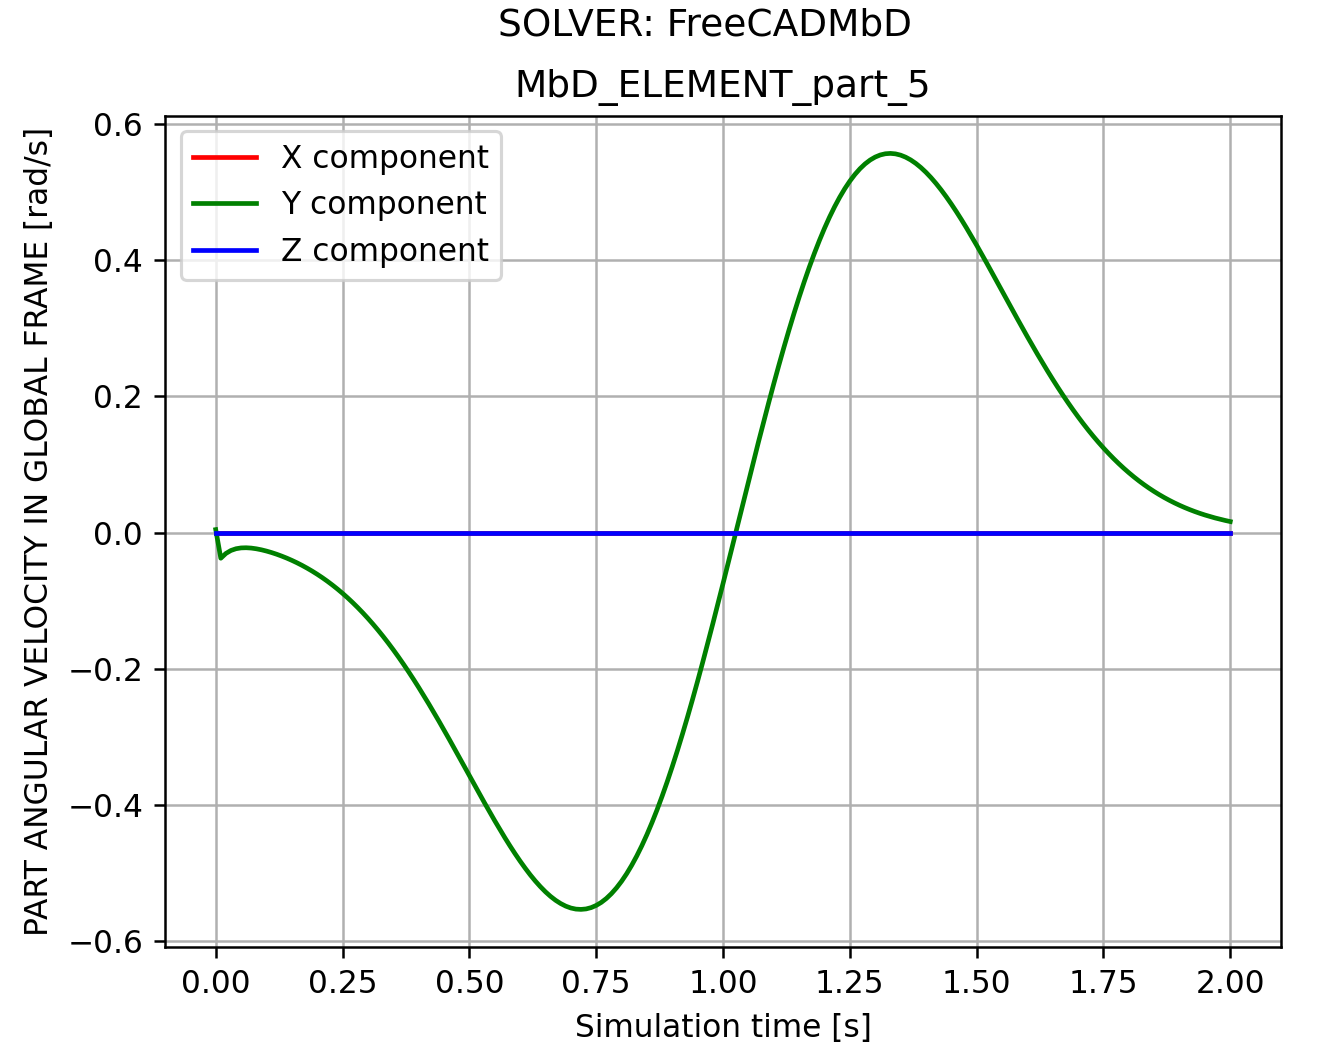 SOLVER: FreeCADMbD
MbD_ELEMENT_part_5
PART ANGULAR VELOCITY IN GLOBAL FRAME [rad/s]
0.6
0.4
0.2
0.0
−0.2
−0.4
−0.6
X component
Y component
Z component
0.00 0.25 0.50 0.75 1.00 1.25 1.50 1.75 2.00
Simulation time [s]